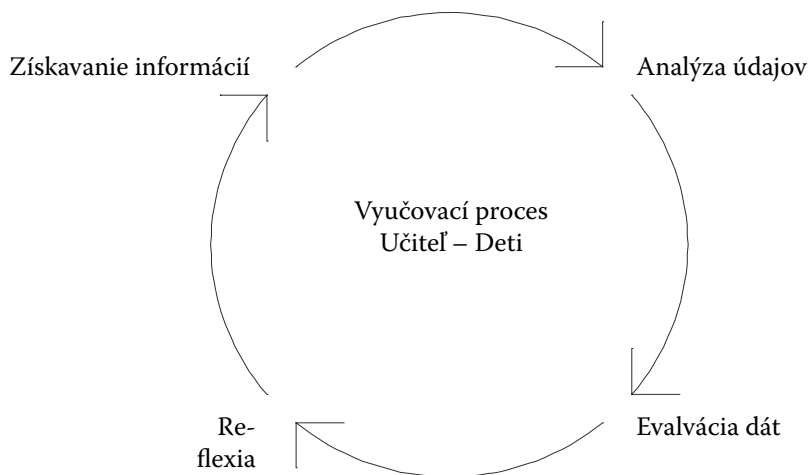 Získavanie informácií
Analýza údajov
Vyučovací proces
Učiteľ – Deti
Re-
flexia
Evalvácia dát